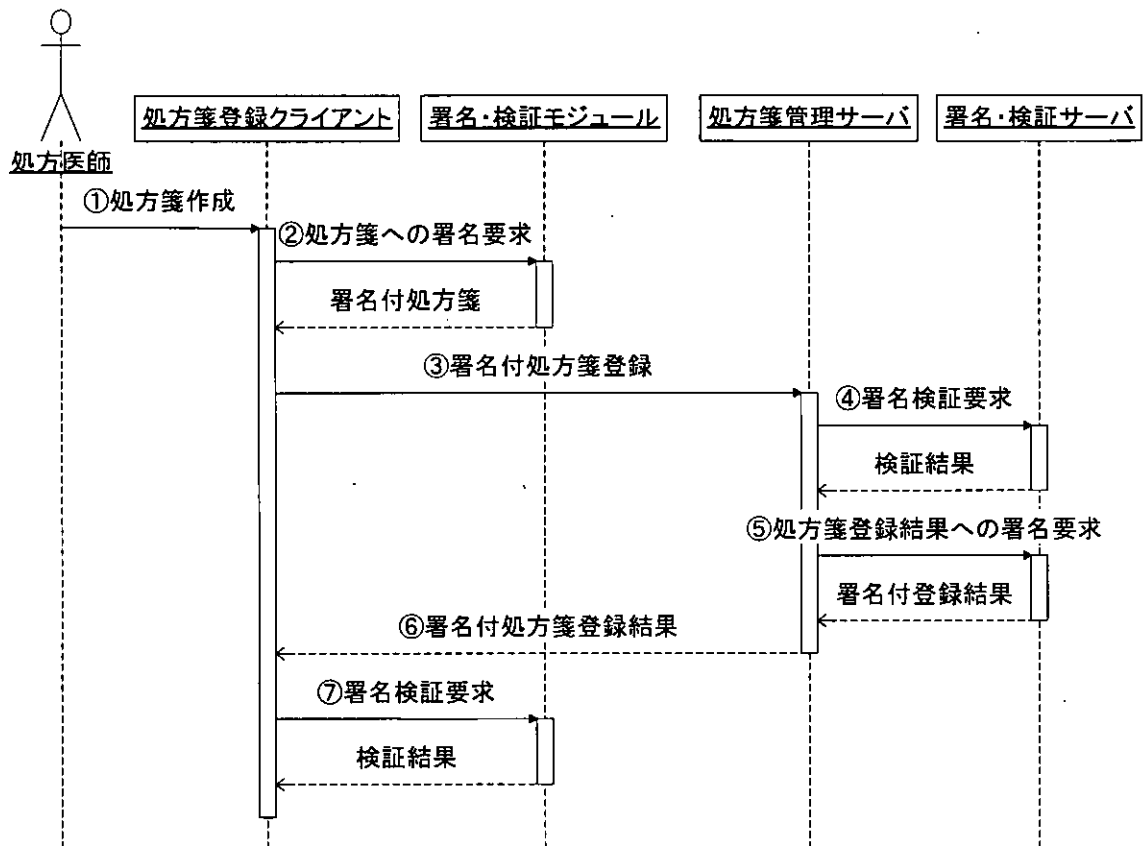 処方医師
処方箋登録クライアント
署名・検証モジュール
処方箋管理サーバ
署名・検証サーバ
①処方箋作成
②処方箋への署名要求
署名付処方箋
③署名付処方箋登録
④署名検証要求
検証結果
⑤処方箋登録結果への署名要求
署名付登録結果
⑥署名付処方箋登録結果
⑦署名検証要求
検証結果